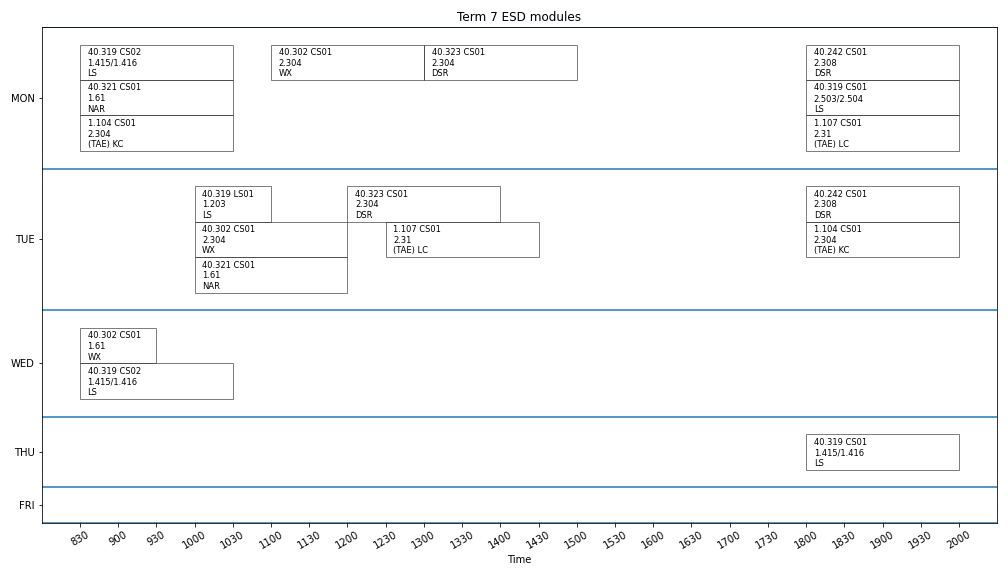 Term 7 ESD modules
MON
40.319 CS02
1.415/1.416
LS
40.321 CS01
1.61
NAR
1.104 CS01
2.304
(TAE) KC
40.302 CS01
2.304
WX
40.323 CS01
2.304
DSR
40.242 CS01
2.308
DSR
40.319 CS01
2.503/2.504
LS
1.107 CS01
2.31
(TAE) LC
TUE
40.319 LS01
1.203
LS
40.302 CS01
2.304
WX
40.321 CS01
1.61
NAR
40.323 CS01
2.304
DSR
1.107 CS01
2.31
(TAE) LC
40.242 CS01
2.308
DSR
1.104 CS01
2.304
(TAE) KC
WED
40.302 CS01
1.61
WX
40.319 CS02
1.415/1.416
LS
THU
40.319 CS01
1.415/1.416
LS
FRI
830 900 930 1000 1030 1100 1130 1200 1230 1300 1330 1400 1430 1500 1530 1600 1630 1700 1730 1800 1830 1900 1930 2000
Time